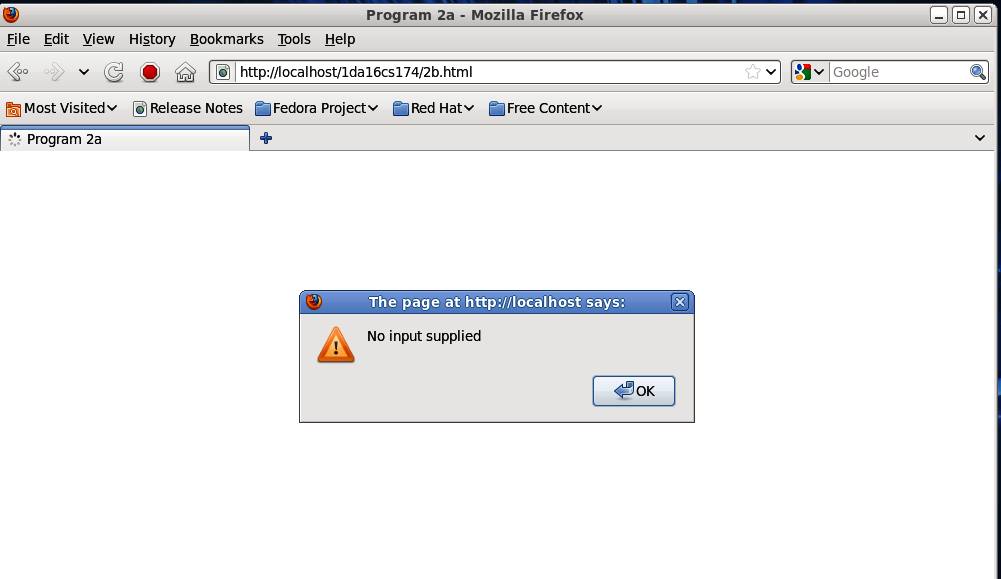 Program 2a - Mozilla Firefox
File Edit View History Bookmarks Tools Help
http://localhost/1da16cs174/2b.html Google
Most Visited Release Notes Fedora Project Red Hat Free Content
Program 2a
The page at http://localhost says:
No input supplied
OK